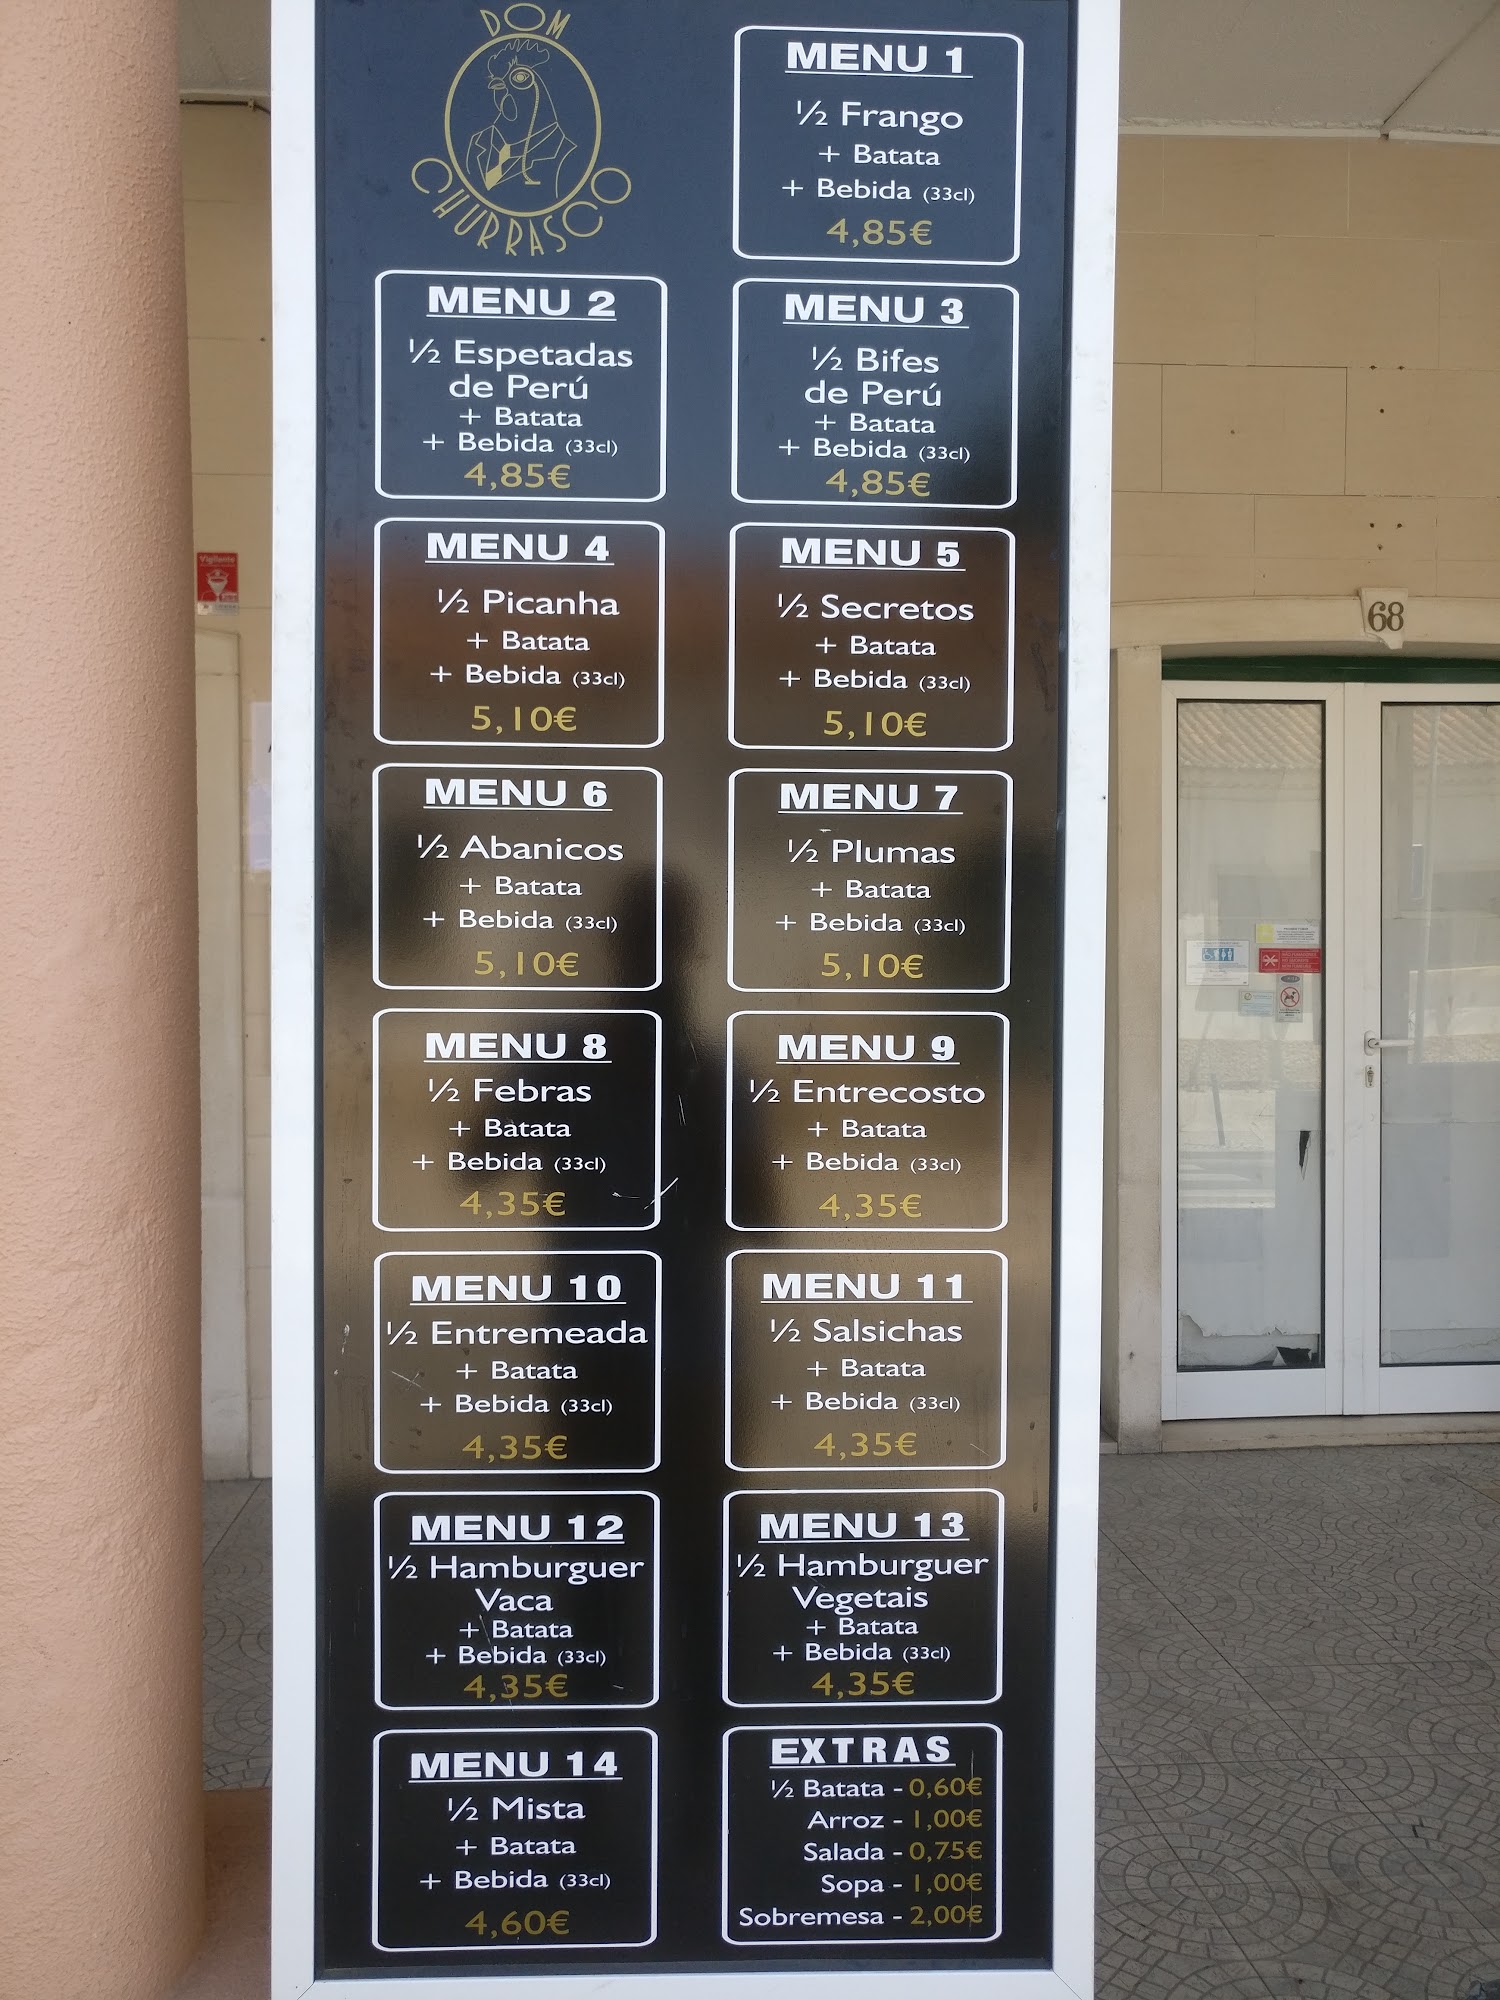 DOM
CHURRASCO
MENU 1
½ Frango
+ Batata
+ Bebida (33cl)
4,85€
MENU 2
½ Espetadas
de Perú
+ Batata
+ Bebida (33cl)
4,85€
MENU 3
½ Bifes
de Perú
+ Batata
+ Bebida (33cl)
4,85€
MENU 4
½ Picanha
+ Batata
+ Bebida (33cl)
5,10€
MENU 5
½ Secretos
+ Batata
+ Bebida (33cl)
5,10€
MENU 6
½ Abanicos
+ Batata
+ Bebida (33cl)
5,10€
MENU 7
½ Plumas
+ Batata
+ Bebida (33cl)
5,10€
MENU 8
½ Febras
+ Batata
+ Bebida (33cl)
4,35€
MENU 9
½ Entrecosto
+ Batata
+ Bebida (33cl)
4,35€
MENU 10
½ Entremeada
+ Batata
+ Bebida (33cl)
4,35€
MENU 11
½ Salsichas
+ Batata
+ Bebida (33cl)
4,35€
MENU 12
½ Hamburguer
Vaca
+ Batata
+ Bebida (33cl)
4,35€
MENU 13
½ Hamburguer
Vegetais
+ Batata
+ Bebida (33cl)
4,35€
MENU 14
½ Mista
+ Batata
+ Bebida (33cl)
4,60€
EXTRAS
½ Batata - 0,60€
Arroz - 1,00€
Salada - 0,75€
Sopa - 1,00€
Sobremesa - 2,00€
Vigilante
68